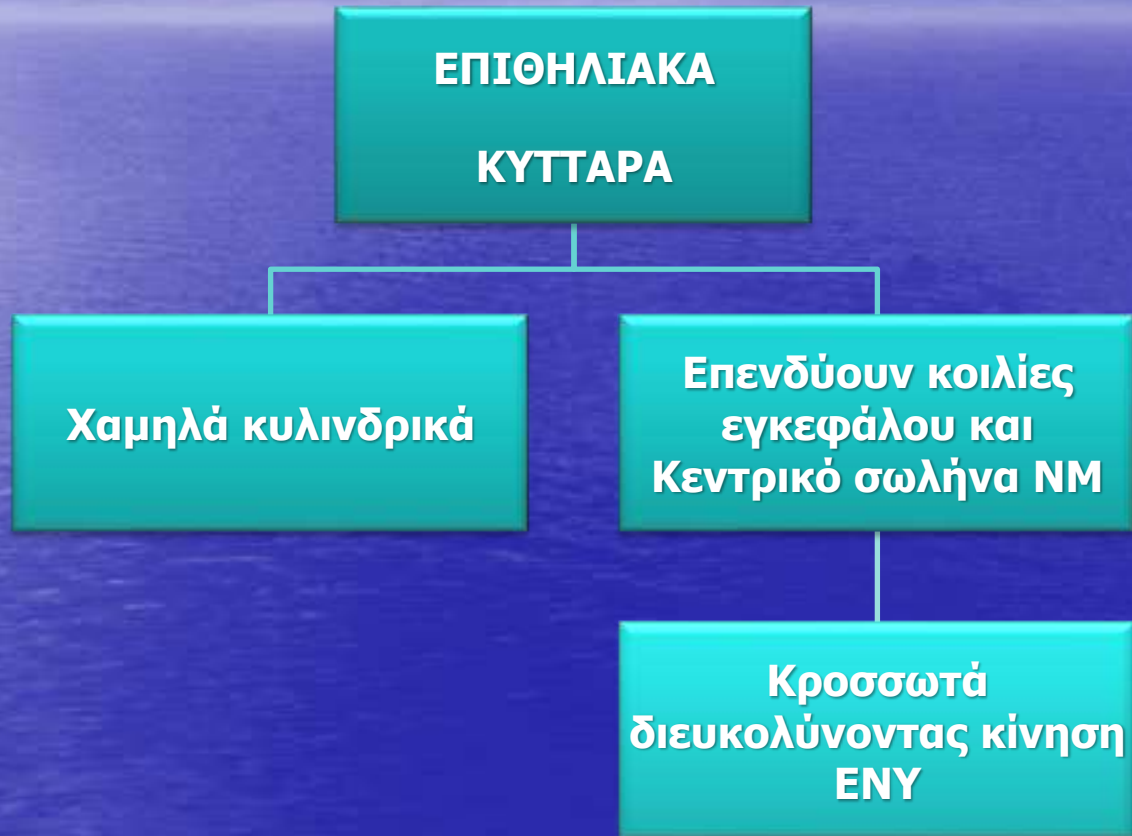 ΕΠΙΘΗΛΙΑΚΑ
ΚΥΤΤΑΡΑ
Χαμηλά κυλινδρικά
Επενδύουν κοιλίες
εγκεφάλου και
Κεντρικό σωλήνα ΝΜ
Κροσσωτά
διευκολύνοντας κίνηση
ΕΝΥ